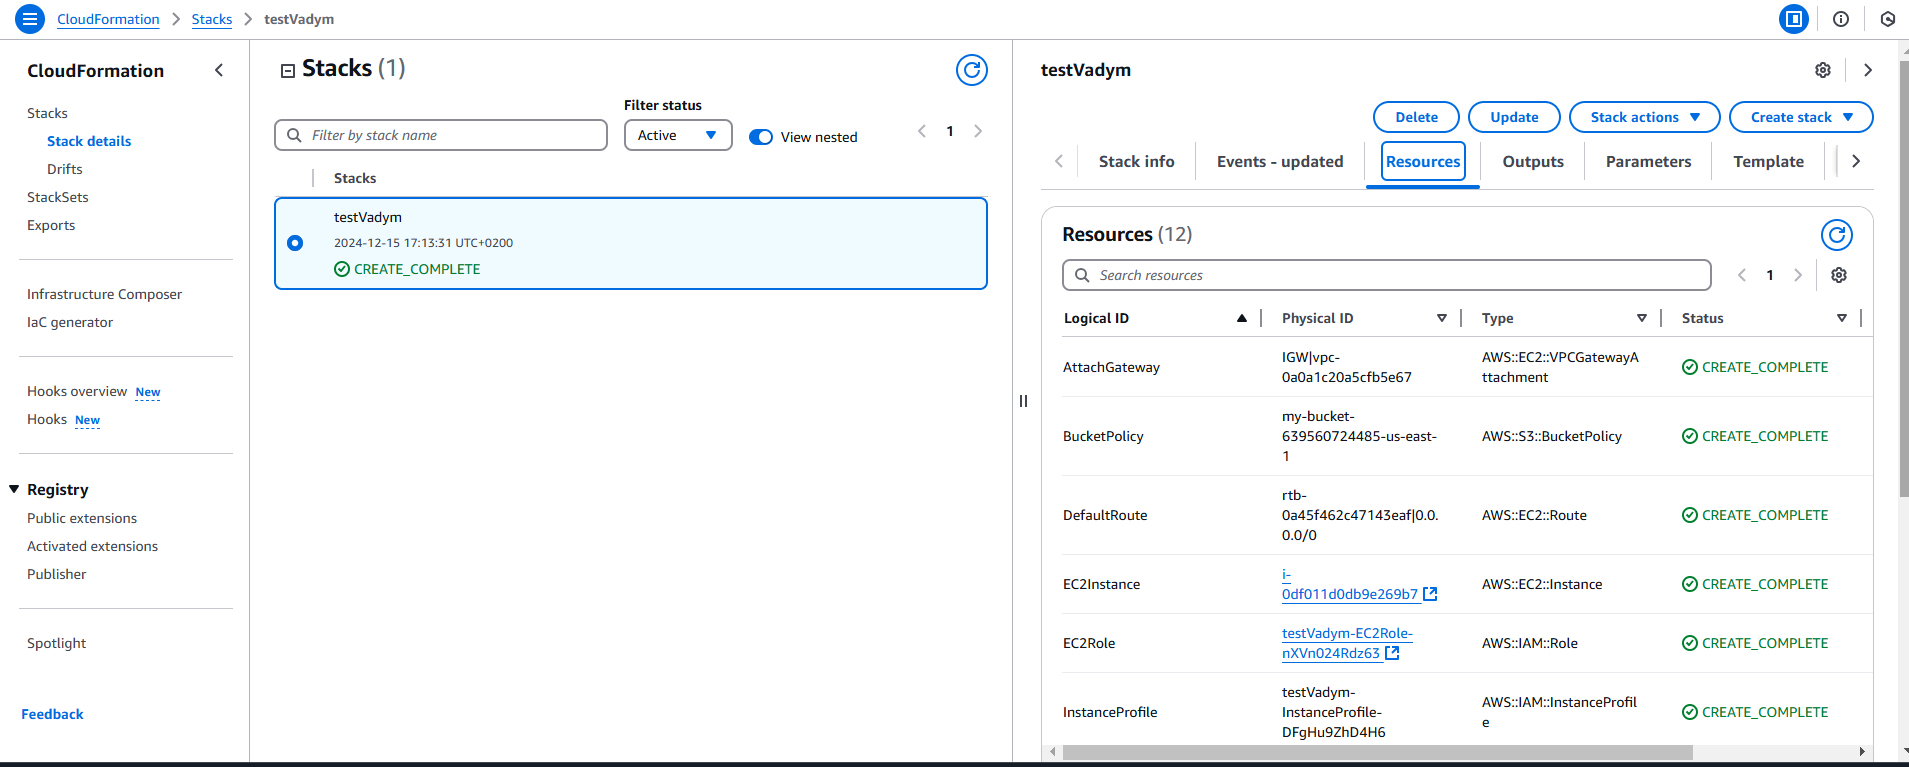 CloudFormation > Stacks > testVadym
CloudFormation
Stacks
Stack details
Drifts
StackSets
Exports
Infrastructure Composer
IaC generator
Hooks overview New
Hooks New
Registry
Public extensions
Activated extensions
Publisher
Spotlight
Feedback
Stacks (1)
Filter status
Filter by stack name
Active
View nested
1
Stacks
testVadym
2024-12-15 17:13:31 UTC+0200
CREATE_COMPLETE
testVadym
Delete
Update
Stack actions
Create stack
Stack info
Events - updated
Resources
Outputs
Parameters
Template
Resources (12)
Search resources
1
Logical ID
Physical ID
Type
Status
AttachGateway
IGW|vpc-
0a0a1c20a5cfb5e67
AWS::EC2::VPCGatewayA
ttachment
CREATE_COMPLETE
BucketPolicy
my-bucket-
639560724485-us-east-
1
AWS::S3::BucketPolicy
CREATE_COMPLETE
DefaultRoute
rtb-
0a45f462c47143eaf|0.0.
0.0/0
AWS::EC2::Route
CREATE_COMPLETE
EC2Instance
i-
0df011d0db9e269b7
AWS::EC2::Instance
CREATE_COMPLETE
EC2Role
testVadym-EC2Role-
nXVn024Rdz63
AWS::IAM::Role
CREATE_COMPLETE
InstanceProfile
testVadym-
InstanceProfile-
DFgHu9ZhD4H6
AWS::IAM::InstanceProfil
e
CREATE_COMPLETE